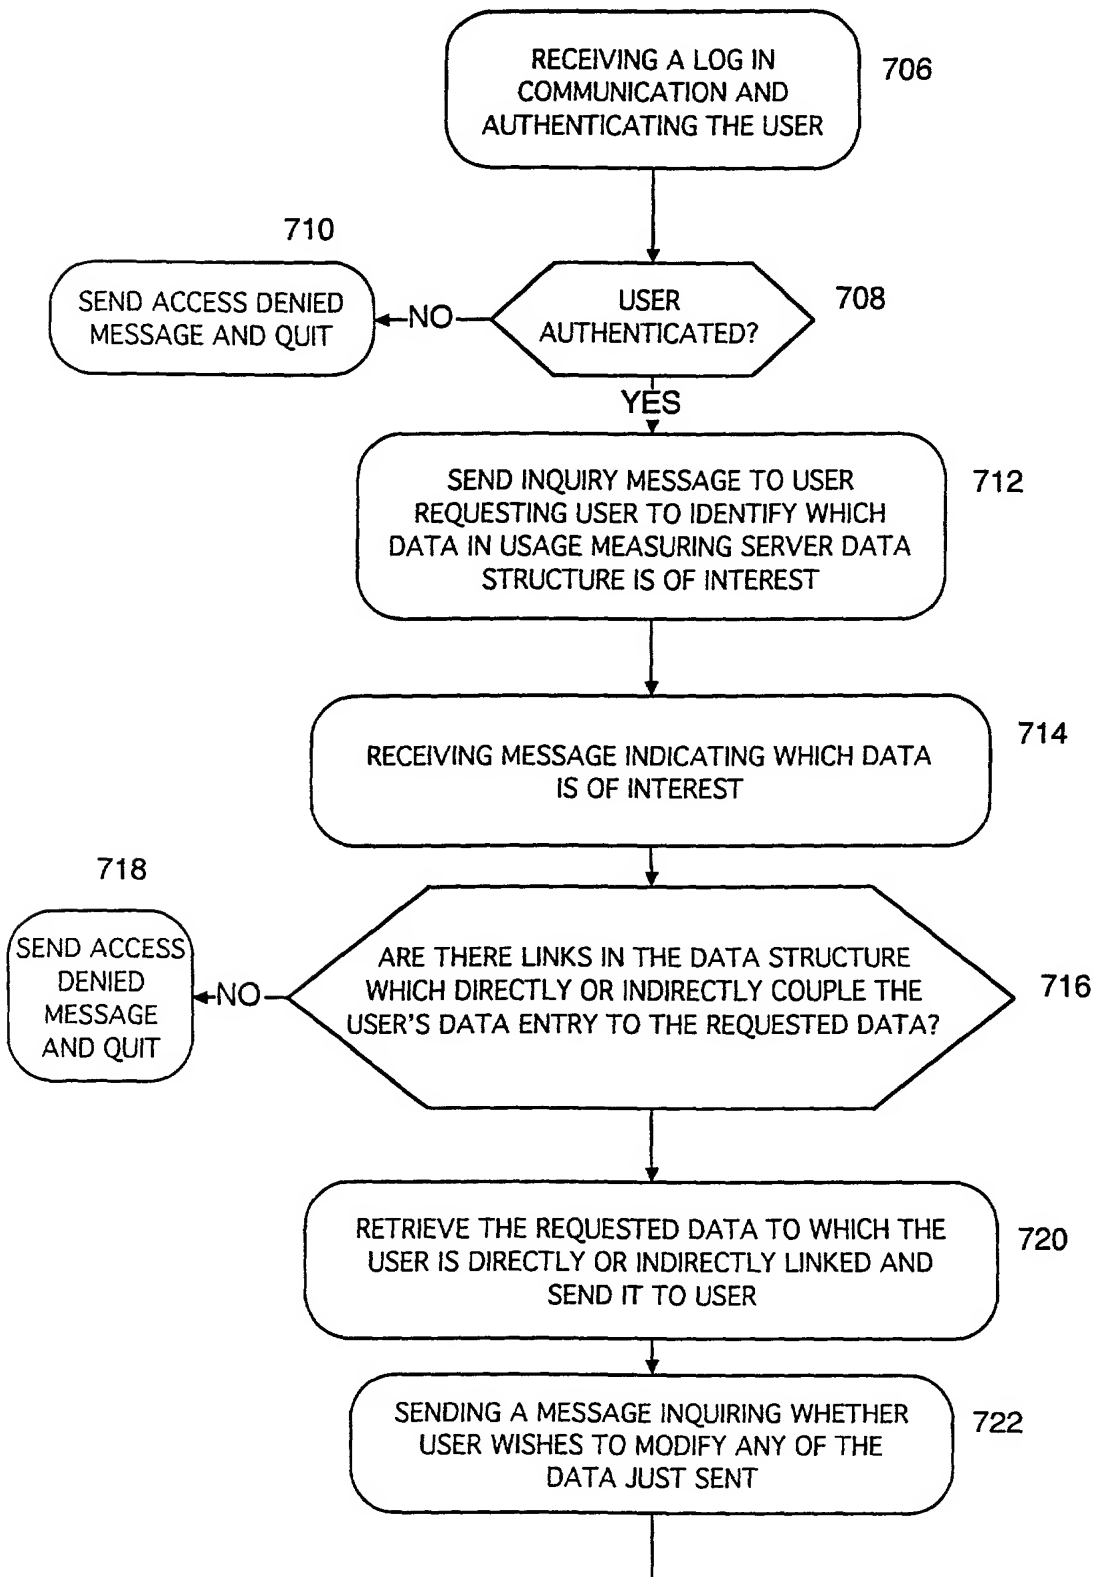 RECEIVING A LOG IN
COMMUNICATION AND
AUTHENTICATING THE USER
706
710
SEND ACCESS DENIED
MESSAGE AND QUIT
NO
USER
AUTHENTICATED?
708
YES
SEND INQUIRY MESSAGE TO USER
REQUESTING USER TO IDENTIFY WHICH
DATA IN USAGE MEASURING SERVER DATA
STRUCTURE IS OF INTEREST
712
RECEIVING MESSAGE INDICATING WHICH DATA
IS OF INTEREST
714
718
SEND ACCESS
DENIED
MESSAGE
AND QUIT
NO
ARE THERE LINKS IN THE DATA STRUCTURE
WHICH DIRECTLY OR INDIRECTLY COUPLE THE
USER'S DATA ENTRY TO THE REQUESTED DATA?
716
RETRIEVE THE REQUESTED DATA TO WHICH THE
USER IS DIRECTLY OR INDIRECTLY LINKED AND
SEND IT TO USER
720
SENDING A MESSAGE INQUIRING WHETHER
USER WISHES TO MODIFY ANY OF THE
DATA JUST SENT
722